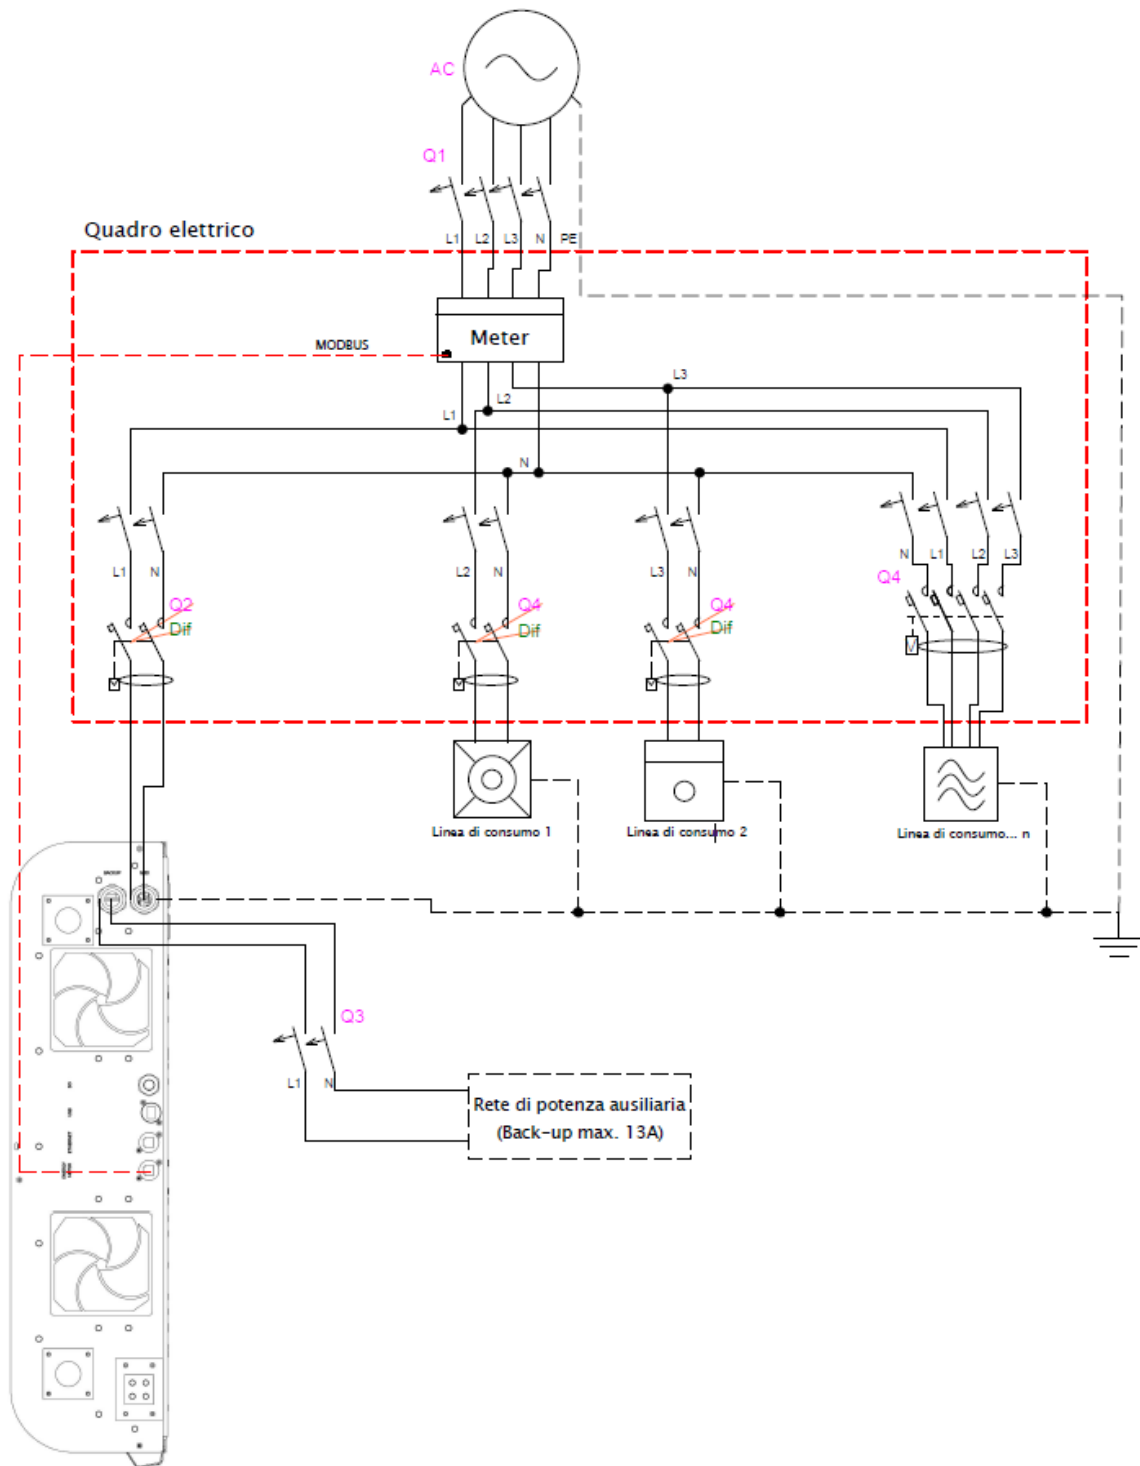 AC
Q1
Quadro elettrico
L1 L2 L3 N PE
Meter
MODBUS
L3
L2
L1
N
N L1 L2 L3
L1 N
L2 N
L3 N
Q4
Q2
Dif
Q4
Dif
Q4
Dif
Linea di consumo 1
Linea di consumo 2
Linea di consumo... n
BACKUP
Q3
L1 N
Rete di potenza ausiliaria
(Back-up max. 13A)
ETHERNET